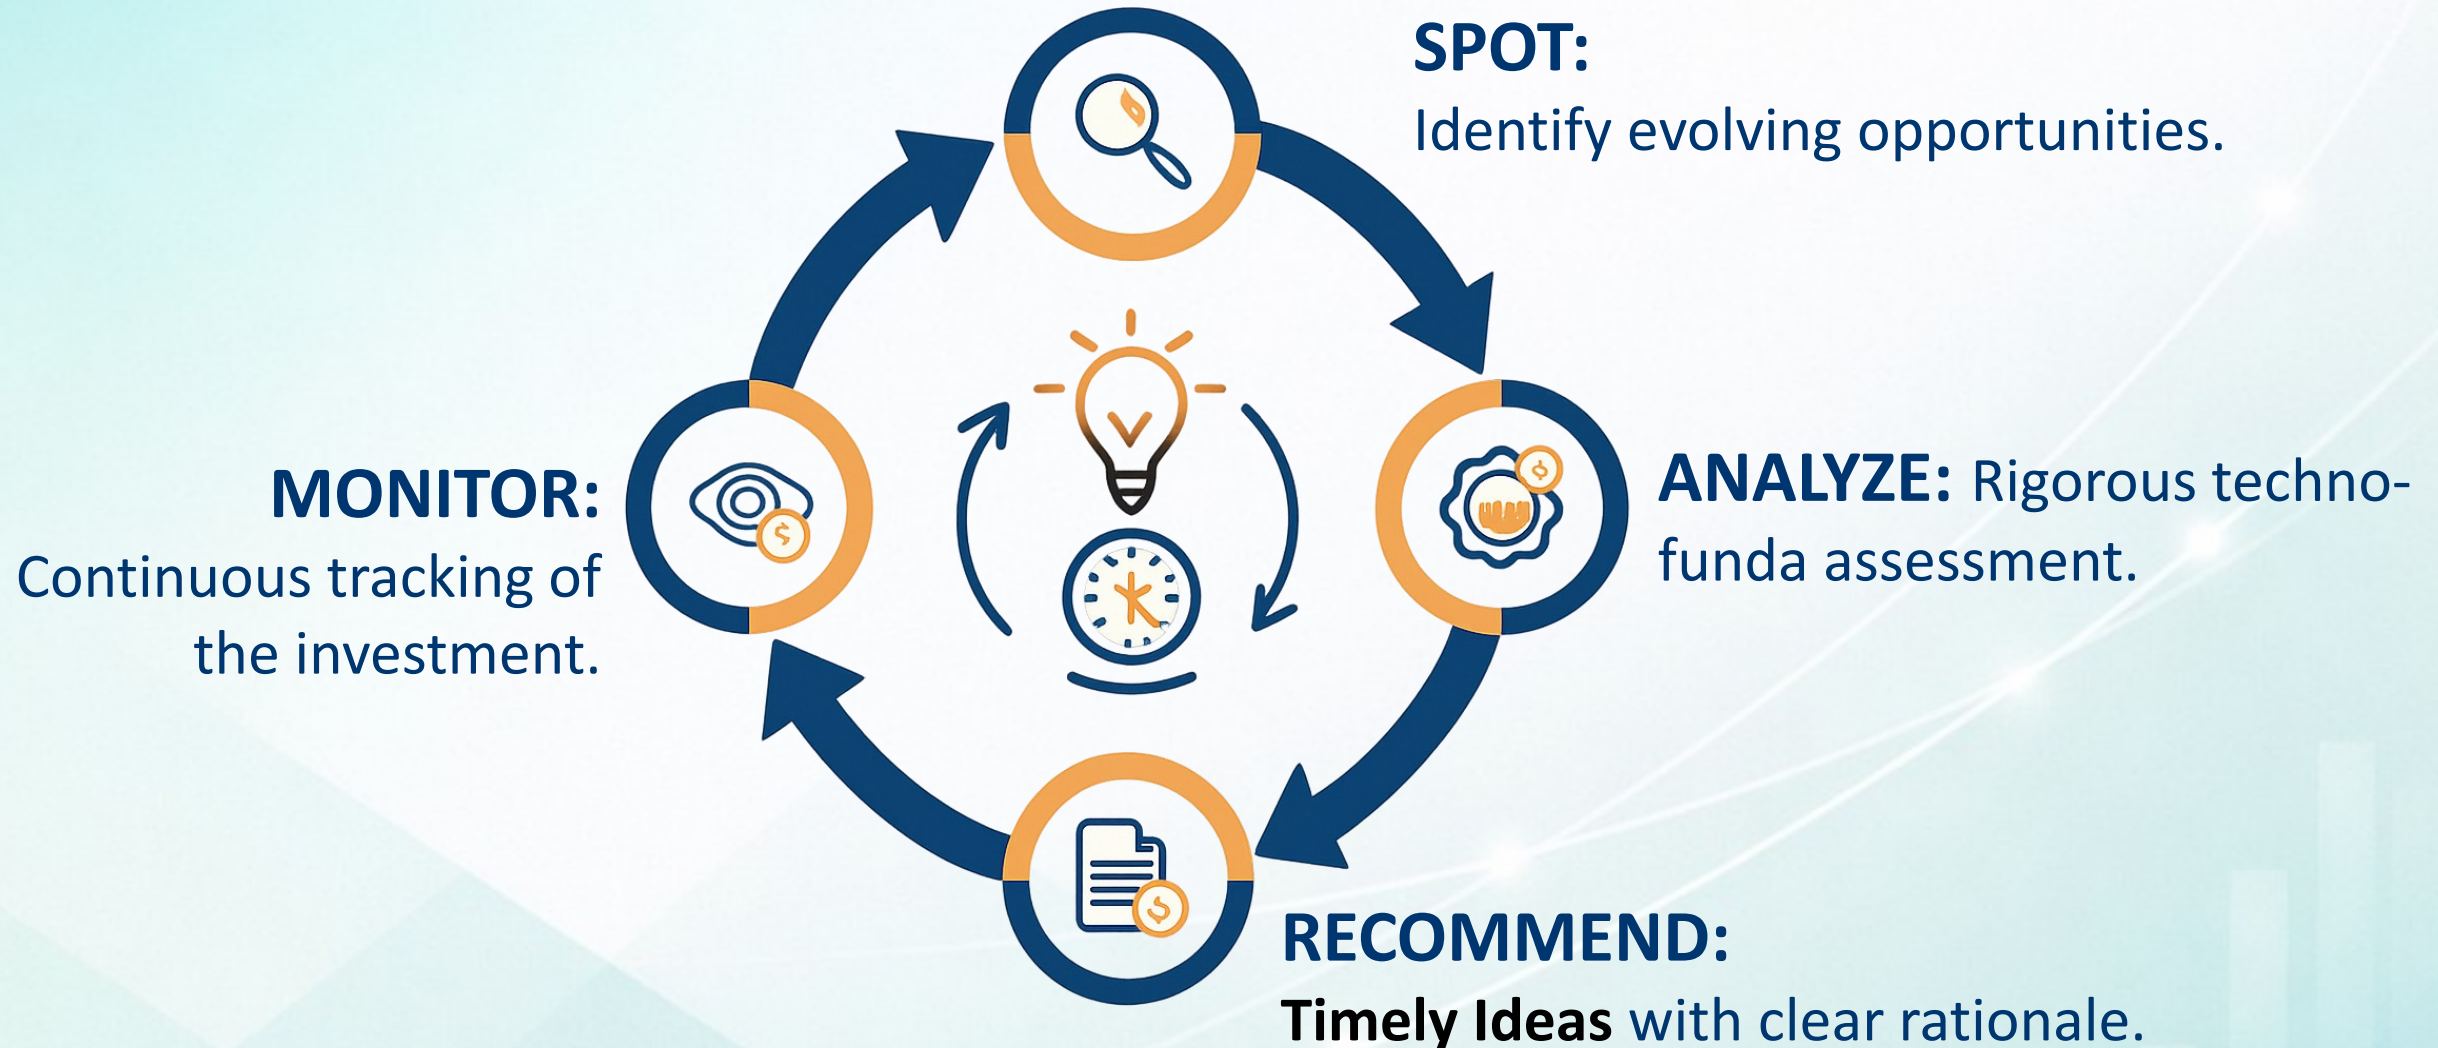 SPOT:
Identify evolving opportunities.
ANALYZE: Rigorous techno-
funda assessment.
RECOMMEND:
Timely Ideas with clear rationale.
MONITOR:
Continuous tracking of
the investment.